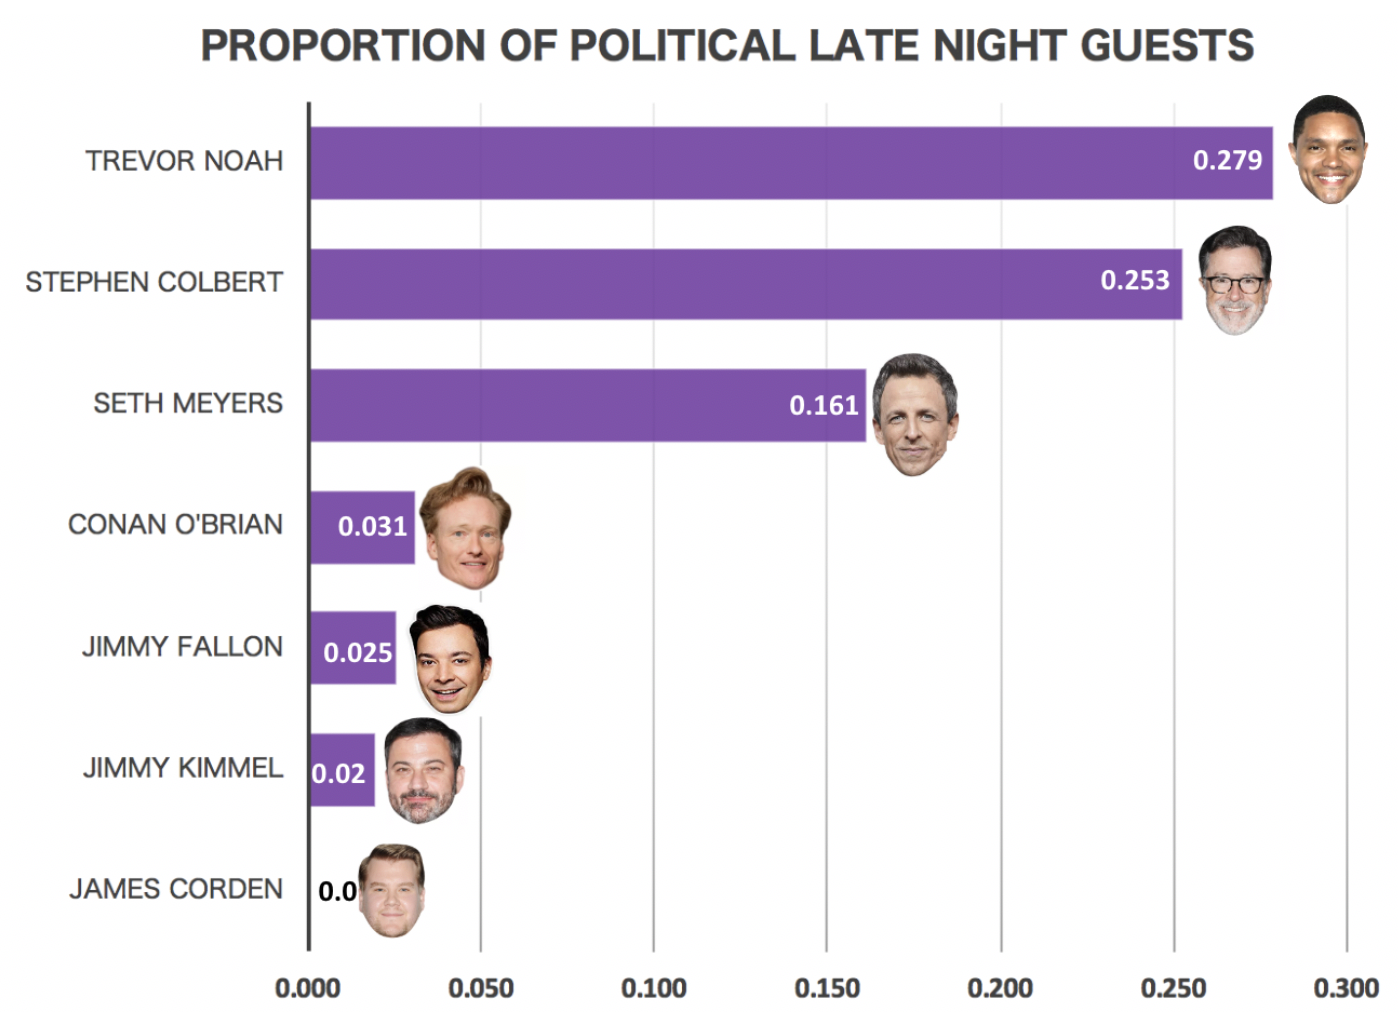 PROPORTION OF POLITICAL LATE NIGHT GUESTS
TREVOR NOAH 0.279
STEPHEN COLBERT 0.253
SETH MEYERS 0.161
CONAN O'BRIAN 0.031
JIMMY FALLON 0.025
JIMMY KIMMEL 0.02
JAMES CORDEN 0.0
0.000 0.050 0.100 0.150 0.200 0.250 0.300